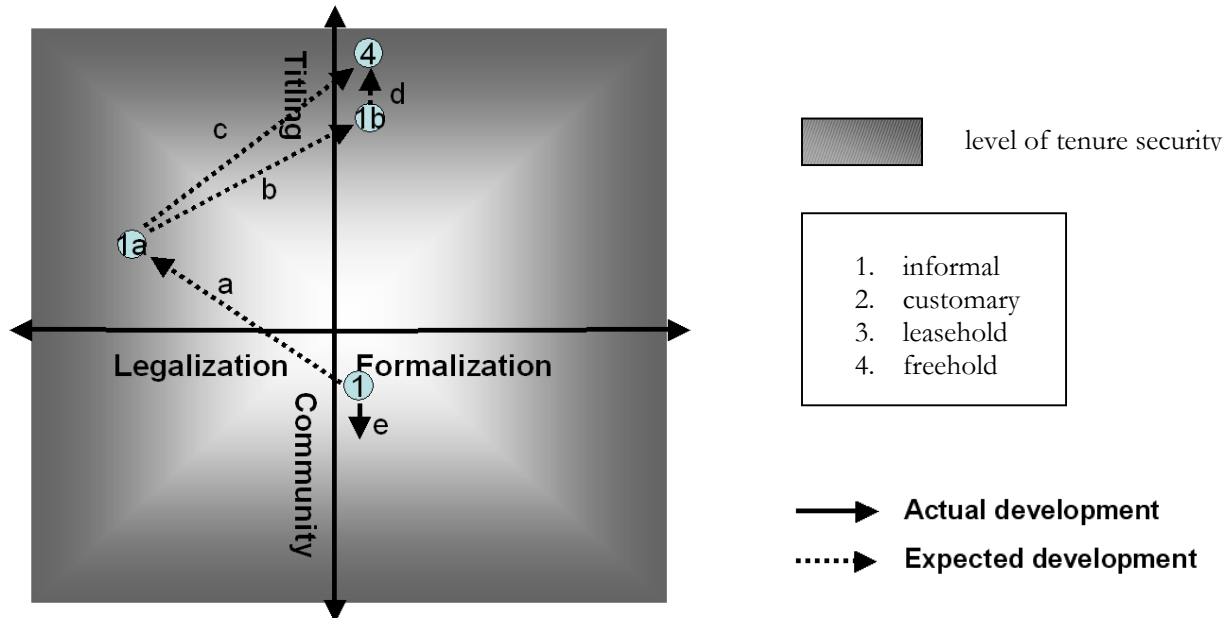 Titling
4
d
1b
c
b
1a
a
Legalization
Formalization
1
e
Community
level of tenure security
1. informal
2. customary
3. leasehold
4. freehold
Actual development
Expected development